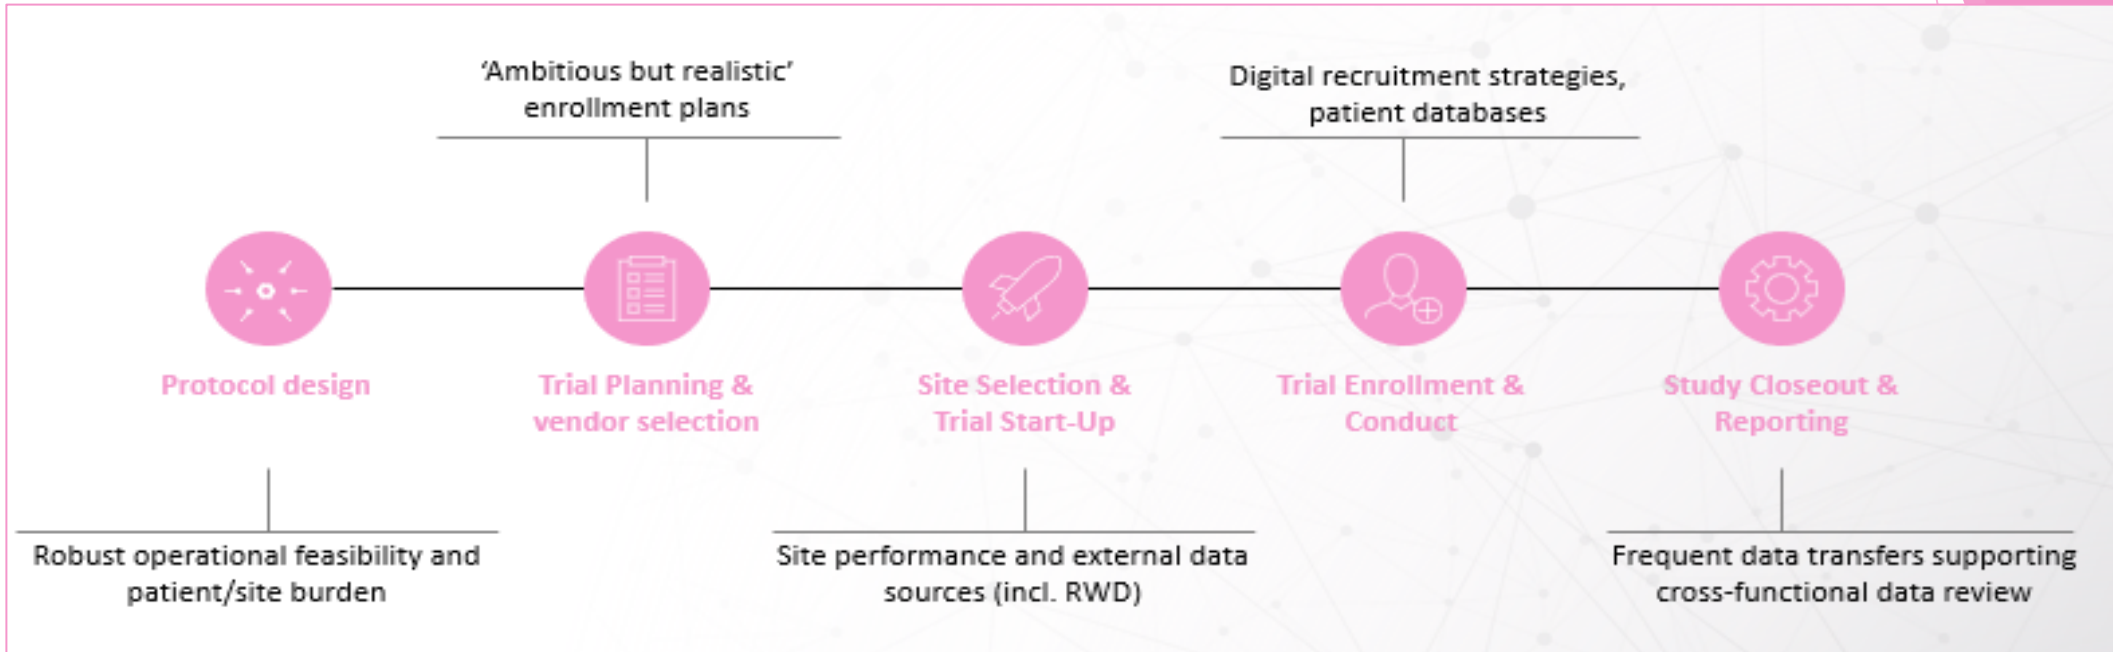 ‘Ambitious but realistic’
enrollment plans
Digital recruitment strategies,
patient databases
Protocol design
Trial Planning &
vendor selection
Site Selection &
Trial Start-Up
Trial Enrollment &
Conduct
Study Closeout &
Reporting
Robust operational feasibility and
patient/site burden
Site performance and external data
sources (incl. RWD)
Frequent data transfers supporting
cross-functional data review